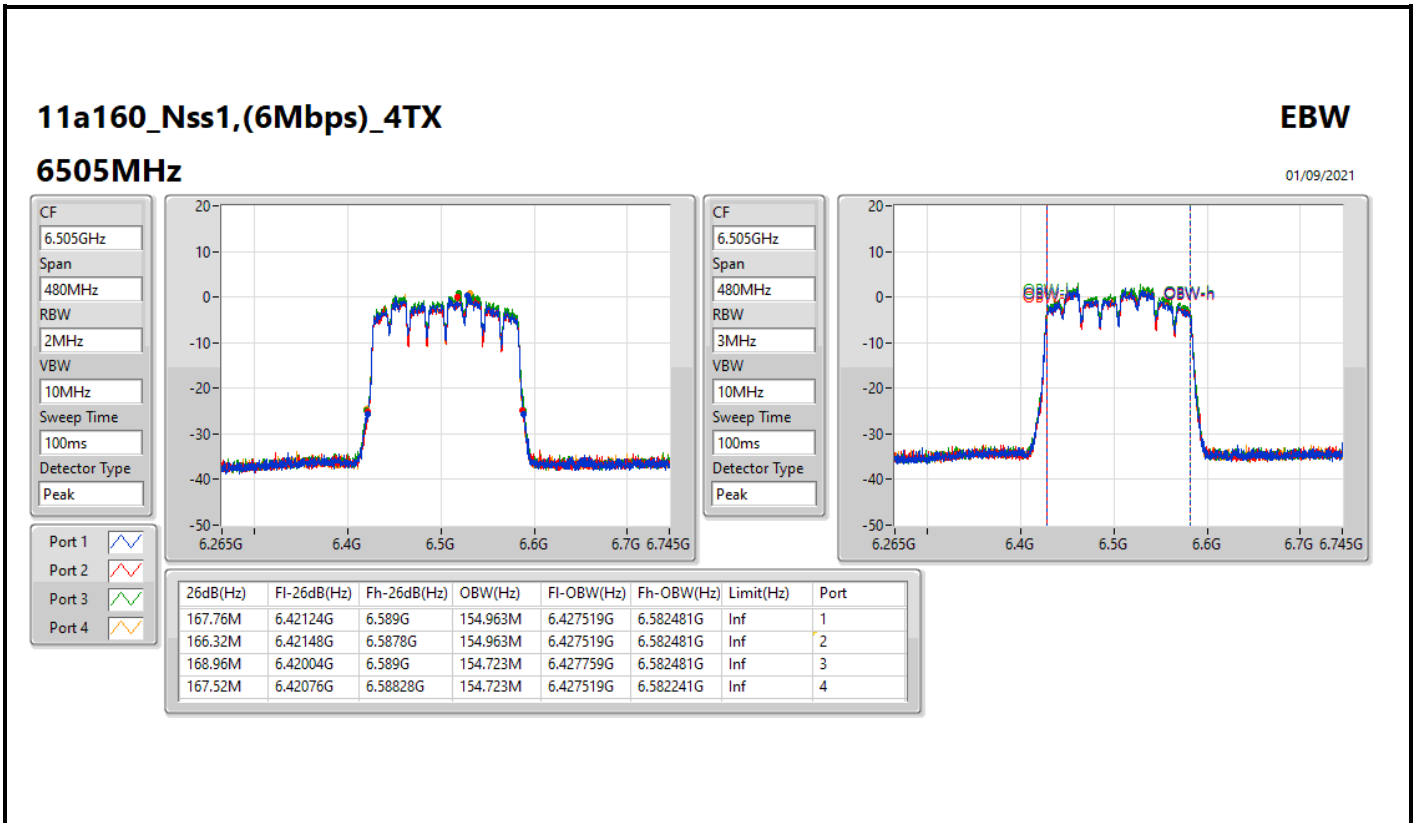 11a160_Nss1,(6Mbps)_4TX
EBW
6505MHz
01/09/2021
CF
6.505GHz
Span
480MHz
RBW
2MHz
VBW
10MHz
Sweep Time
100ms
Detector Type
Peak
20
10
0
-10
-20
-30
-40
-50
6.265G 6.4G 6.5G 6.6G 6.7G 6.745G
CF
6.505GHz
Span
480MHz
RBW
3MHz
VBW
10MHz
Sweep Time
100ms
Detector Type
Peak
20
10
0
-10
-20
-30
-40
-50
OBW-h
6.265G 6.4G 6.5G 6.6G 6.7G 6.745G
Port 1
Port 2
Port 3
Port 4
26dB(Hz) Fl-26dB(Hz) Fh-26dB(Hz) OBW(Hz) Fl-OBW(Hz) Fh-OBW(Hz) Limit(Hz) Port
167.76M 6.42124G 6.589G 154.963M 6.427519G 6.582481G Inf 1
166.32M 6.42148G 6.5878G 154.963M 6.427519G 6.582481G Inf 2
168.96M 6.42004G 6.589G 154.723M 6.427759G 6.582481G Inf 3
167.52M 6.42076G 6.58828G 154.723M 6.427519G 6.582241G Inf 4